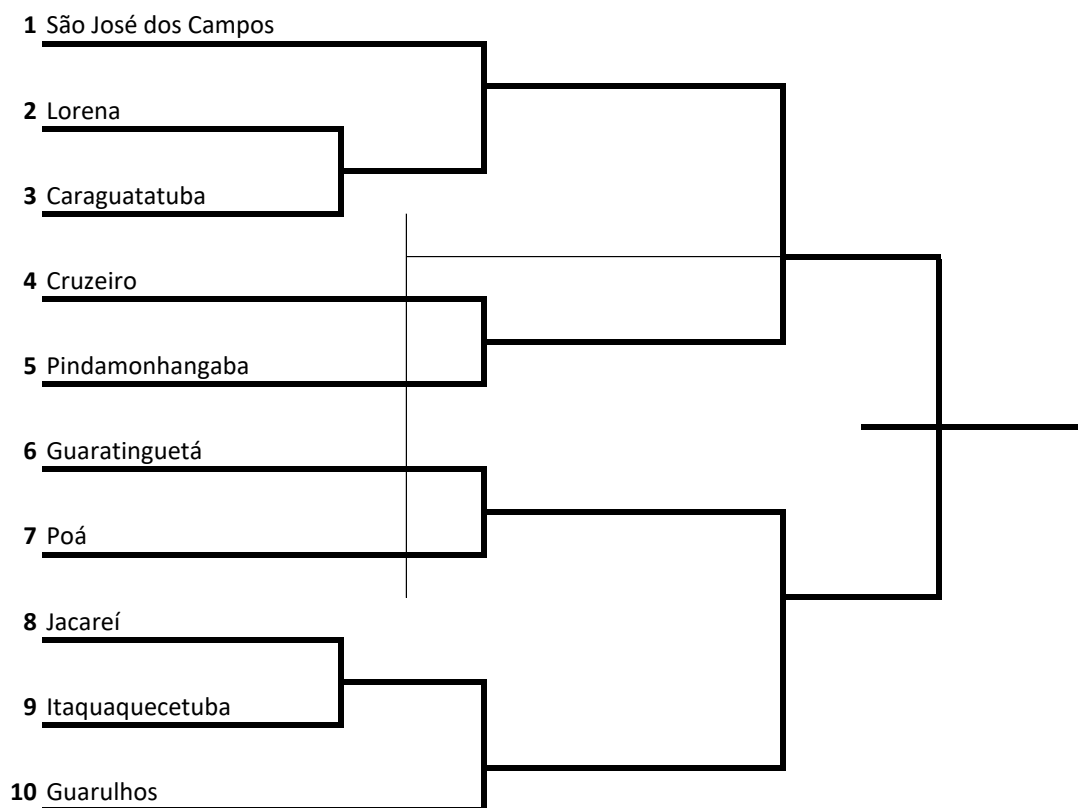 1 São José dos Campos
2 Lorena
3 Caraguatatuba
4 Cruzeiro
5 Pindamonhangaba
6 Guaratinguetá
7 Poá
8 Jacareí
9 Itaquaquecetuba
10 Guarulhos